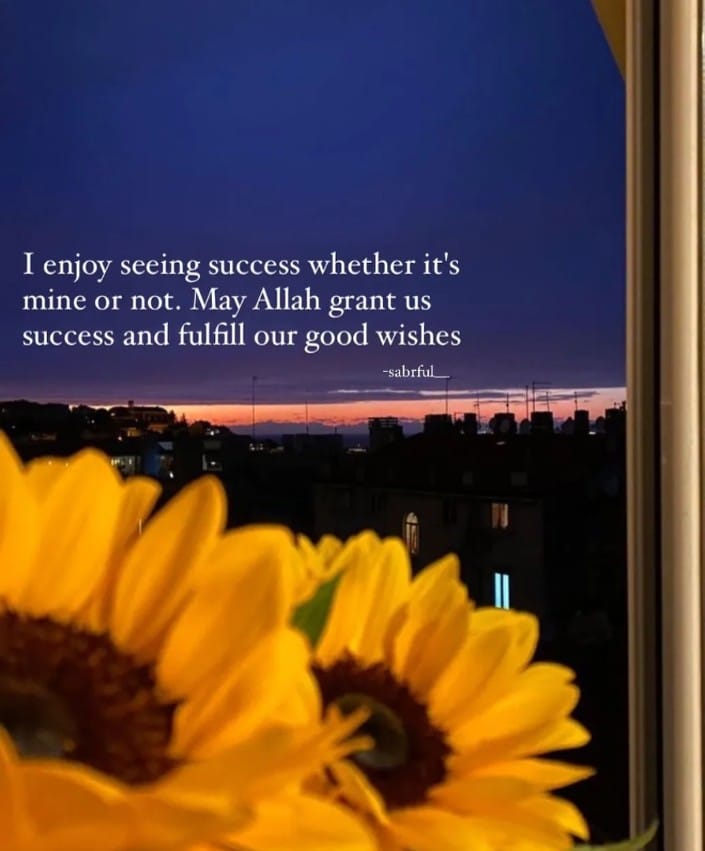 I enjoy seeing success whether it's
mine or not. May Allah grant us
success and fulfill our good wishes
-sabrful__